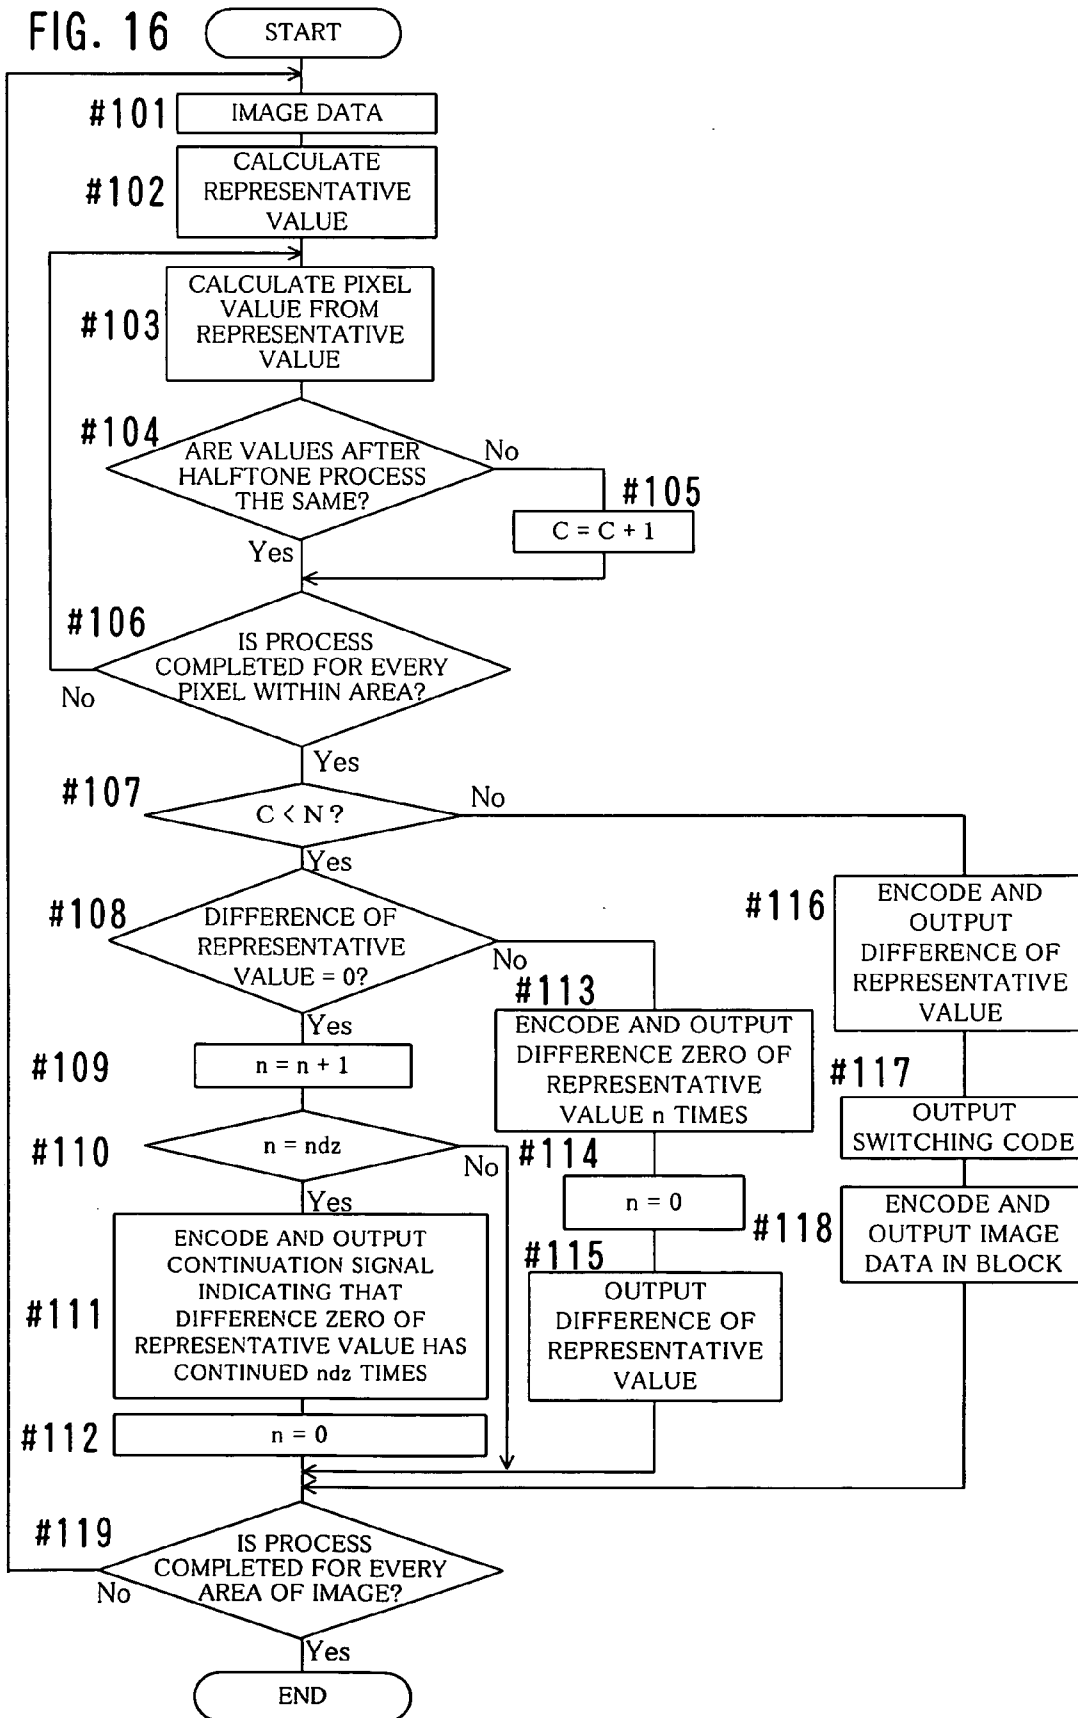 FIG. 16
START
#101
IMAGE DATA
#102
CALCULATE
REPRESENTATIVE
VALUE
#103
CALCULATE PIXEL
VALUE FROM
REPRESENTATIVE
VALUE
#104
ARE VALUES AFTER
HALFTONE PROCESS
THE SAME?
No
#105
C = C + 1
Yes
#106
IS PROCESS
COMPLETED FOR EVERY
PIXEL WITHIN AREA?
No
Yes
#107
C < N ?
No
Yes
#108
DIFFERENCE OF
REPRESENTATIVE
VALUE = 0?
No
Yes
#109
n = n + 1
#110
n = ndz
No
Yes
#111
ENCODE AND OUTPUT
CONTINUATION SIGNAL
INDICATING THAT
DIFFERENCE ZERO OF
REPRESENTATIVE VALUE HAS
CONTINUED ndz TIMES
#112
n = 0
#113
ENCODE AND OUTPUT
DIFFERENCE ZERO OF
REPRESENTATIVE
VALUE n TIMES
#114
n = 0
#115
OUTPUT
DIFFERENCE OF
REPRESENTATIVE
VALUE
#116
ENCODE AND
OUTPUT
DIFFERENCE OF
REPRESENTATIVE
VALUE
#117
OUTPUT
SWITCHING CODE
#118
ENCODE AND
OUTPUT IMAGE
DATA IN BLOCK
#119
IS PROCESS
COMPLETED FOR EVERY
AREA OF IMAGE?
No
Yes
END